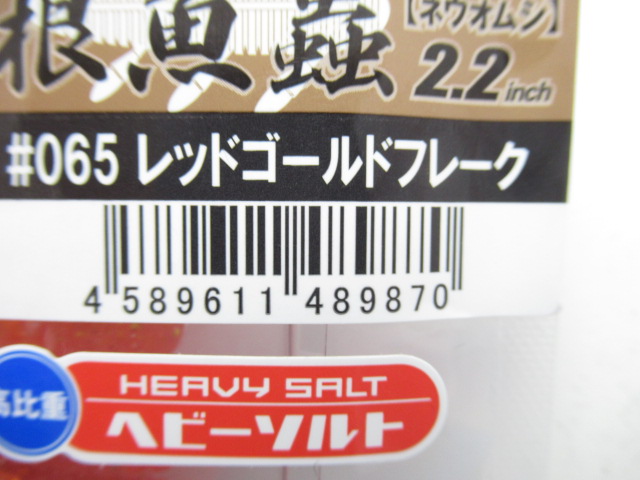 根魚蟲
【ネウオムシ】
2.2inch
#065 レッドゴールドフレーク
4 589611 489870
高比重
HEAVY SALT
ヘビーソルト